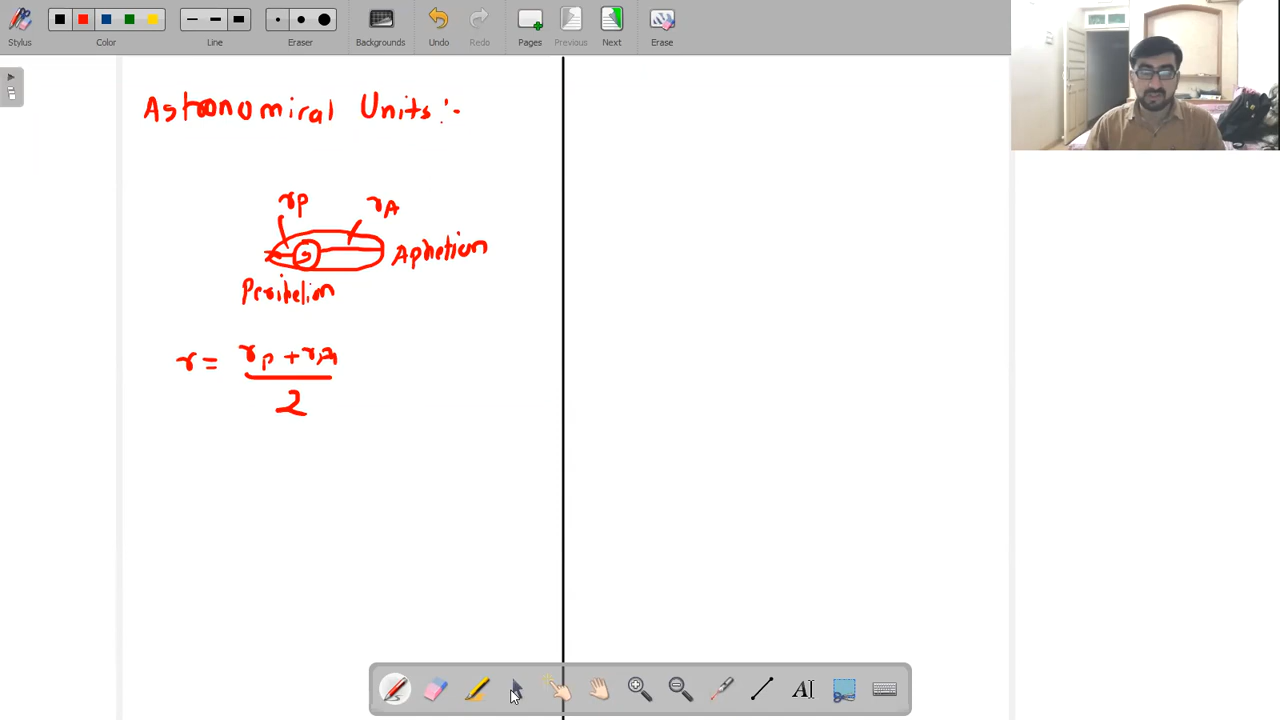 Stylus Color Line Eraser Backgrounds Undo Redo Pages Previous Next Erase
Astronomical Units :-
rp rA
S Aphelion
Perihelion
r = rp + rA
2